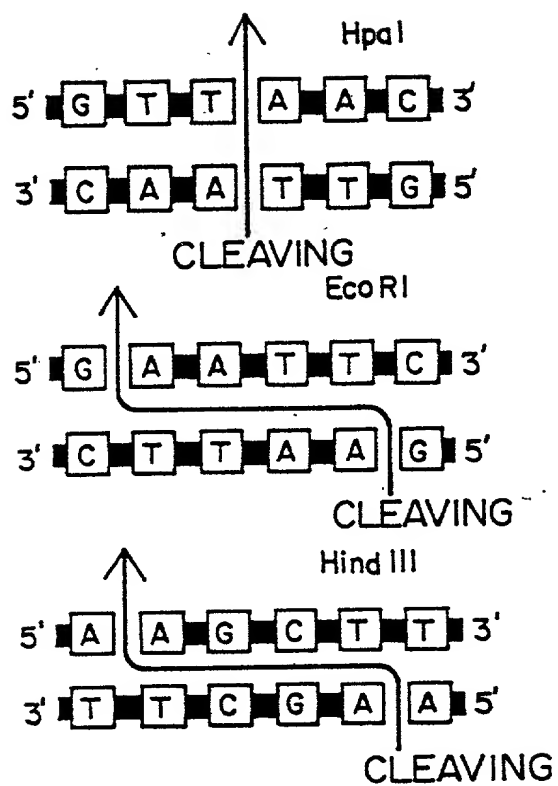 HpaI
5' G T T A A C 3'
3' C A A T T G 5'
CLEAVING
EcoRI
5' G A A T T C 3'
3' C T T A A G 5'
CLEAVING
Hind III
5' A A G C T T 3'
3' T T C G A A 5'
CLEAVING